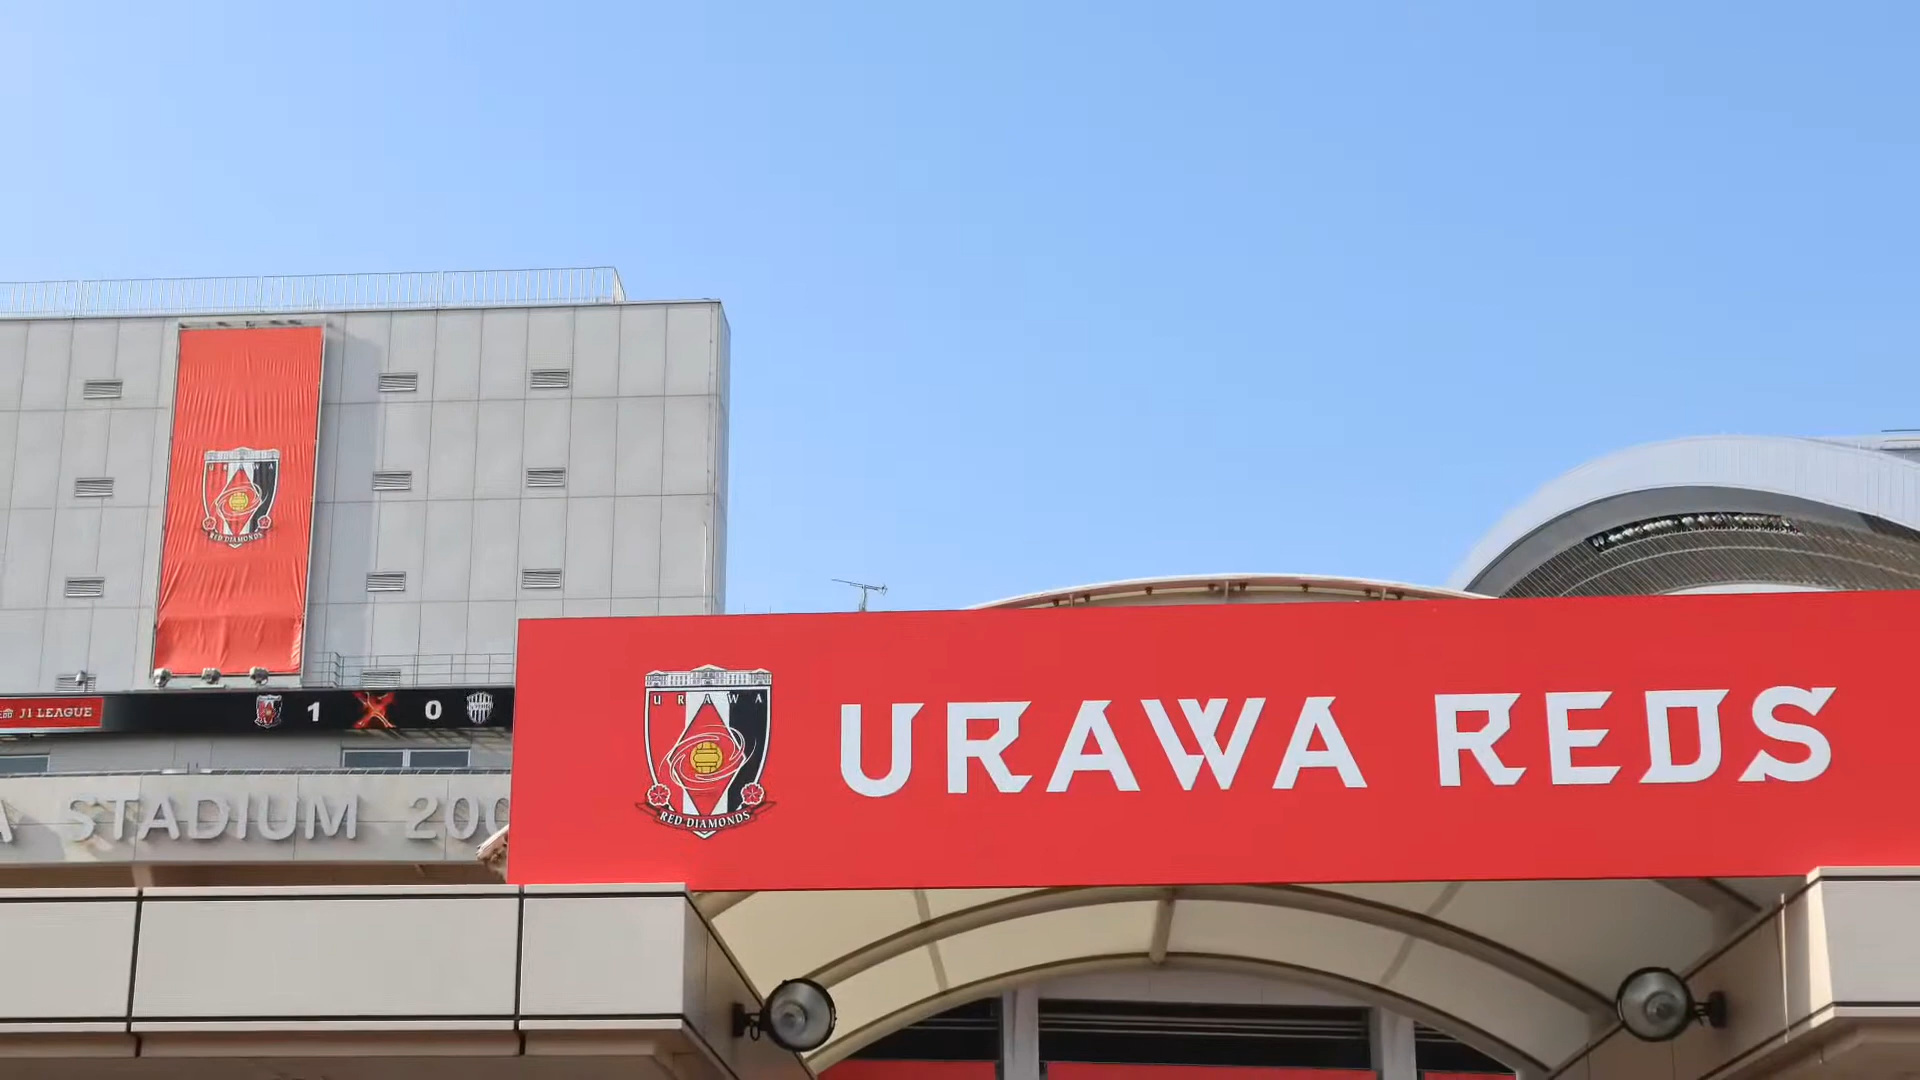 URAWA
RED DIAMONDS
J1 LEAGUE
1 0
STADIUM 200
URAWA
RED DIAMONDS
URAWA REDS